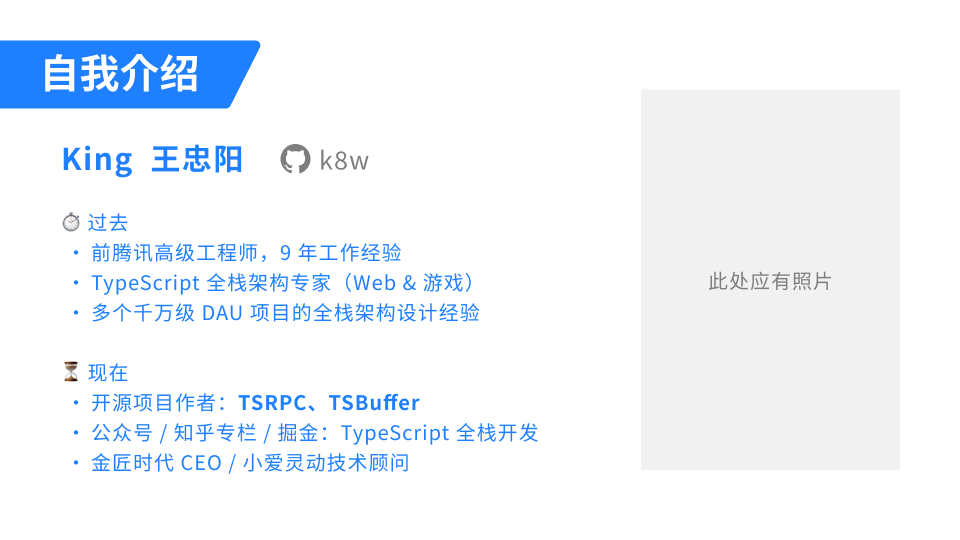 自我介绍
King 王忠阳 k8w
过去
· 前腾讯高级工程师，9 年工作经验
· TypeScript 全栈架构专家（Web & 游戏）
· 多个千万级 DAU 项目的全栈架构设计经验
现在
· 开源项目作者：TSRPC、TSBuffer
· 公众号 / 知乎专栏 / 掘金：TypeScript 全栈开发
· 金匠时代 CEO / 小爱灵动技术顾问
此处应有照片